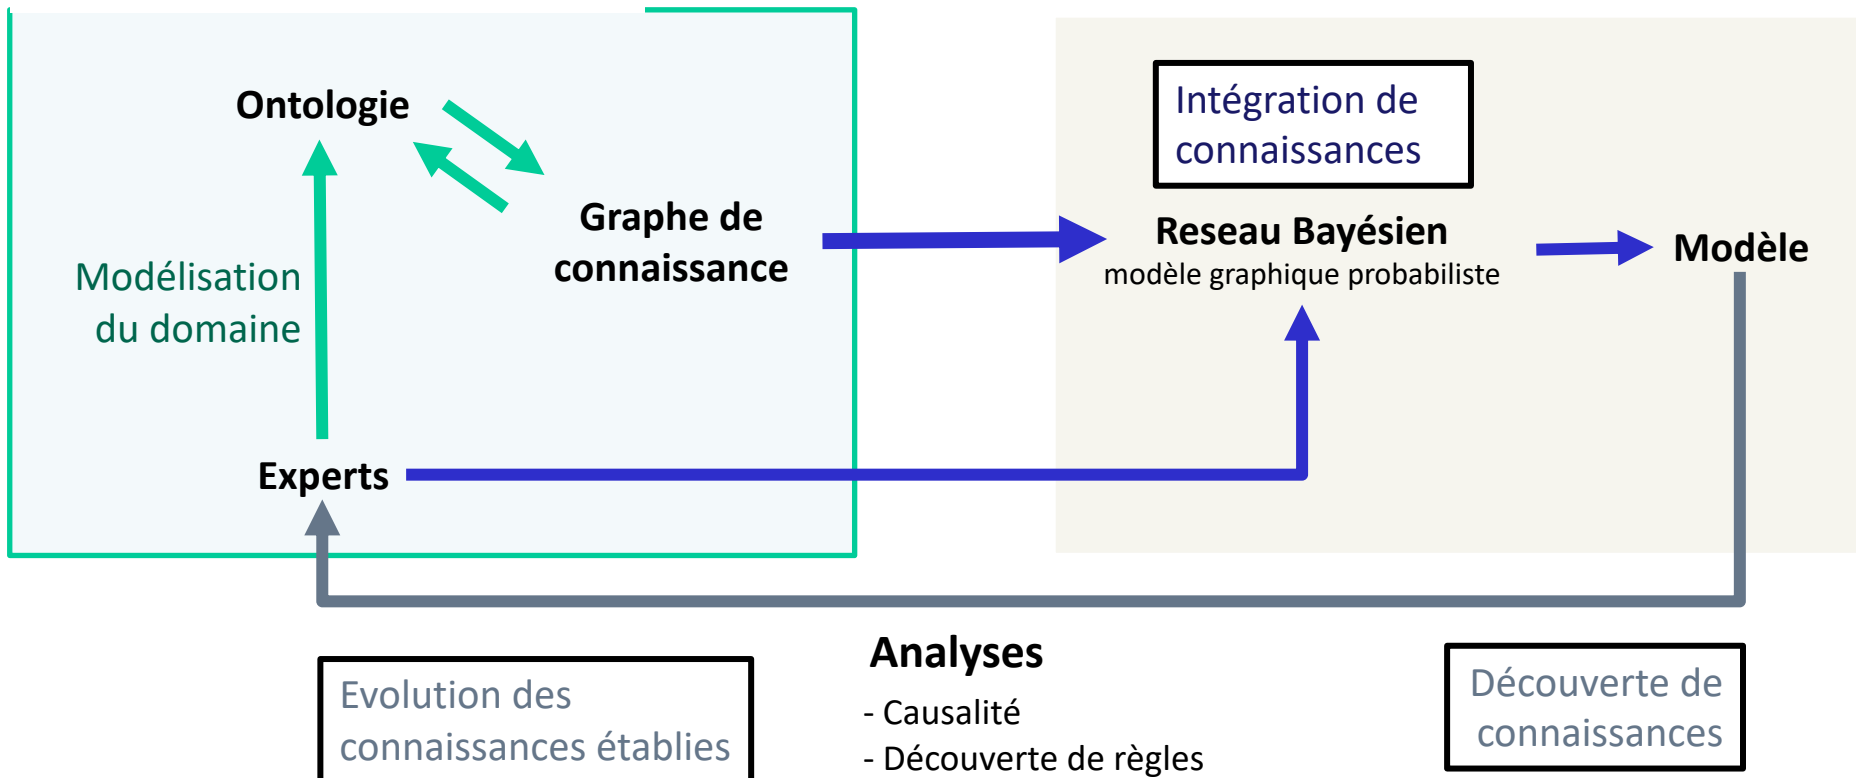 Ontologie
Graphe de
connaissance
Modélisation
du domaine
Experts
Intégration de
connaissances
Reseau Bayésien
modèle graphique probabiliste
Modèle
Evolution des
connaissances établies
Analyses
- Causalité
- Découverte de règles
Découverte de
connaissances